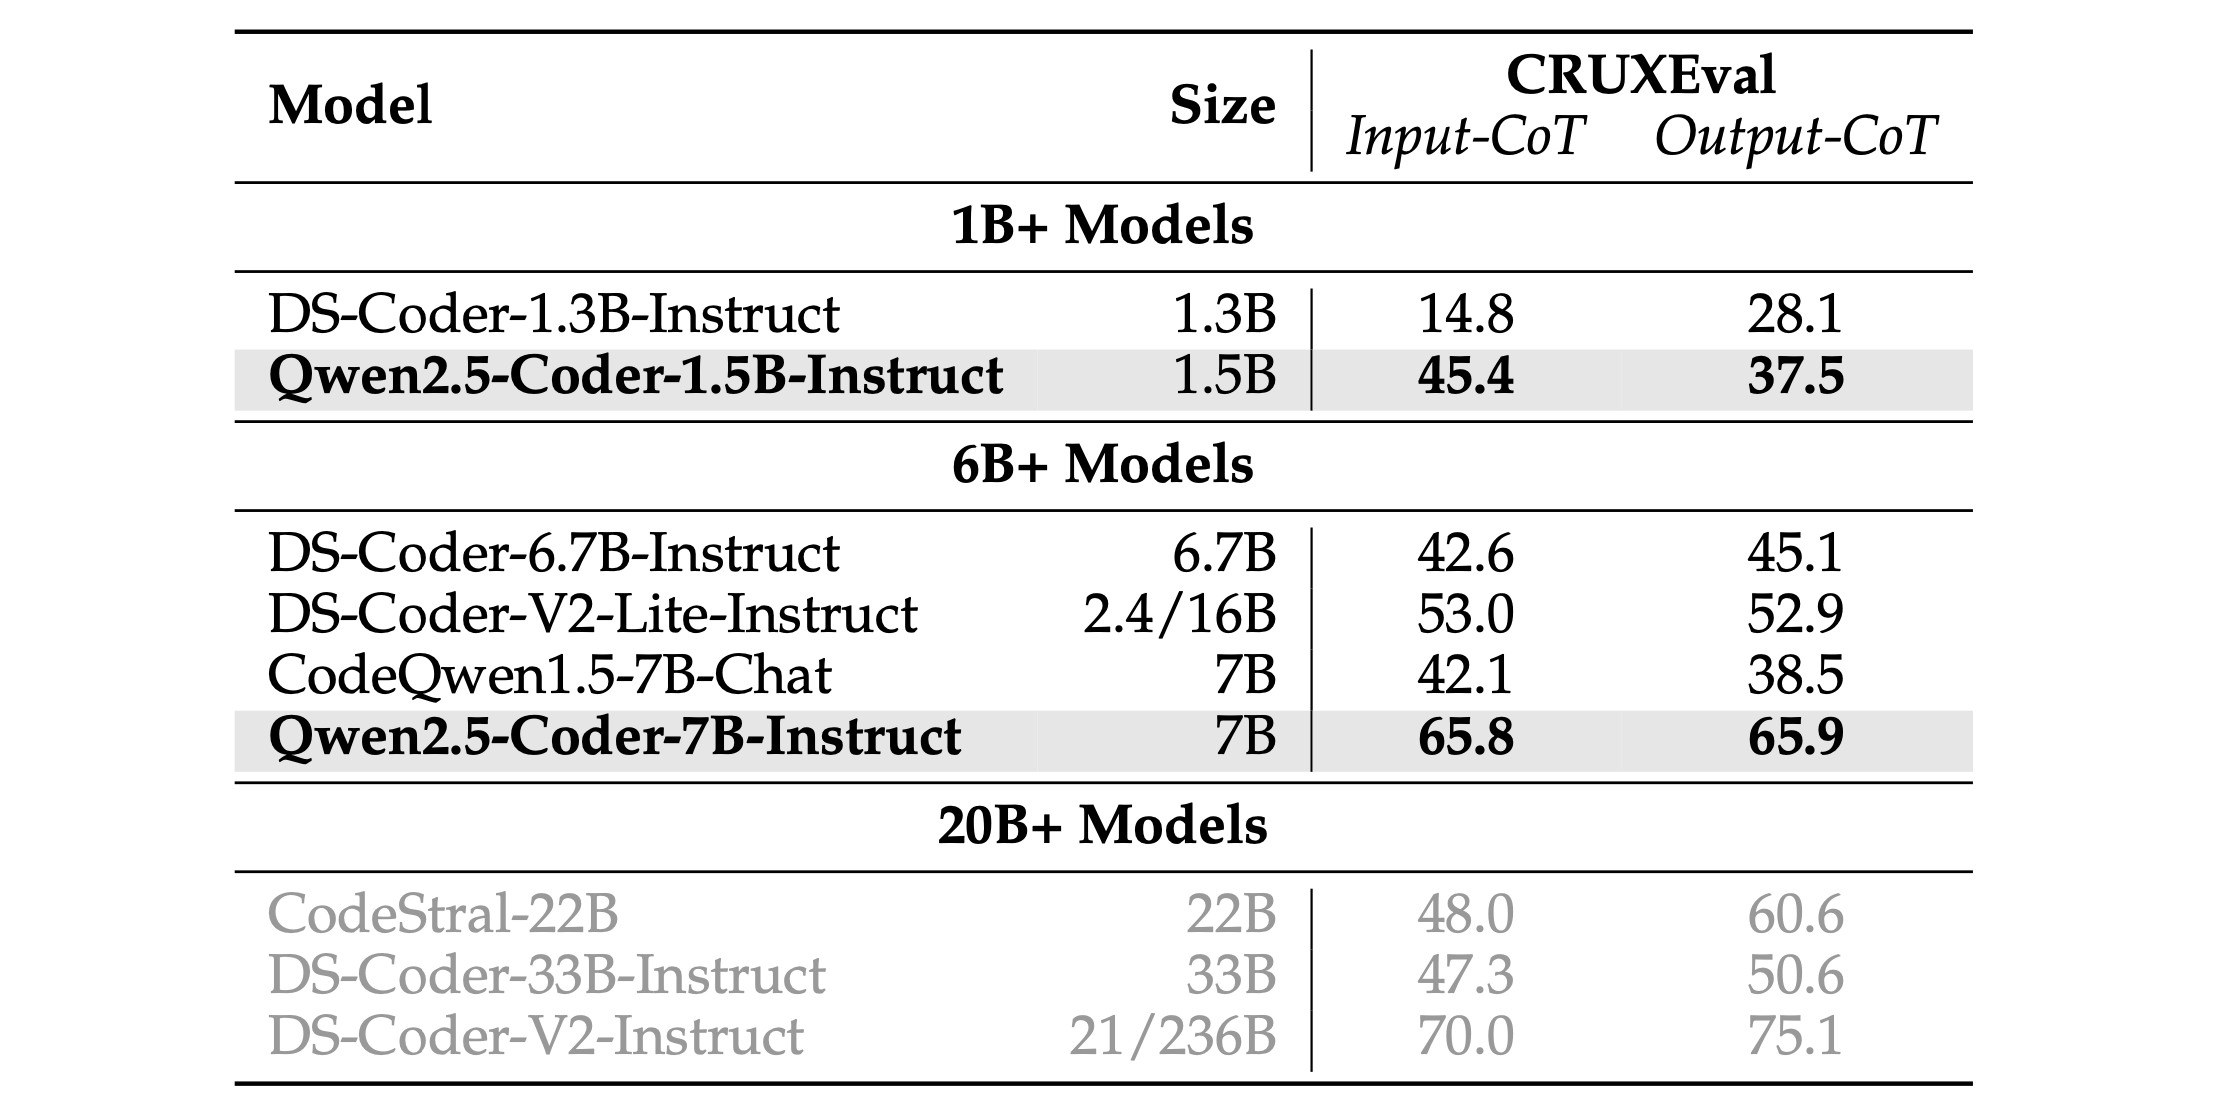 Model Size CRUXEval
Input-CoT Output-CoT
1B+ Models
DS-Coder-1.3B-Instruct 1.3B 14.8 28.1
Qwen2.5-Coder-1.5B-Instruct 1.5B 45.4 37.5
6B+ Models
DS-Coder-6.7B-Instruct 6.7B 42.6 45.1
DS-Coder-V2-Lite-Instruct 2.4/16B 53.0 52.9
CodeQwen1.5-7B-Chat 7B 42.1 38.5
Qwen2.5-Coder-7B-Instruct 7B 65.8 65.9
20B+ Models
CodeStral-22B 22B 48.0 60.6
DS-Coder-33B-Instruct 33B 47.3 50.6
DS-Coder-V2-Instruct 21/236B 70.0 75.1